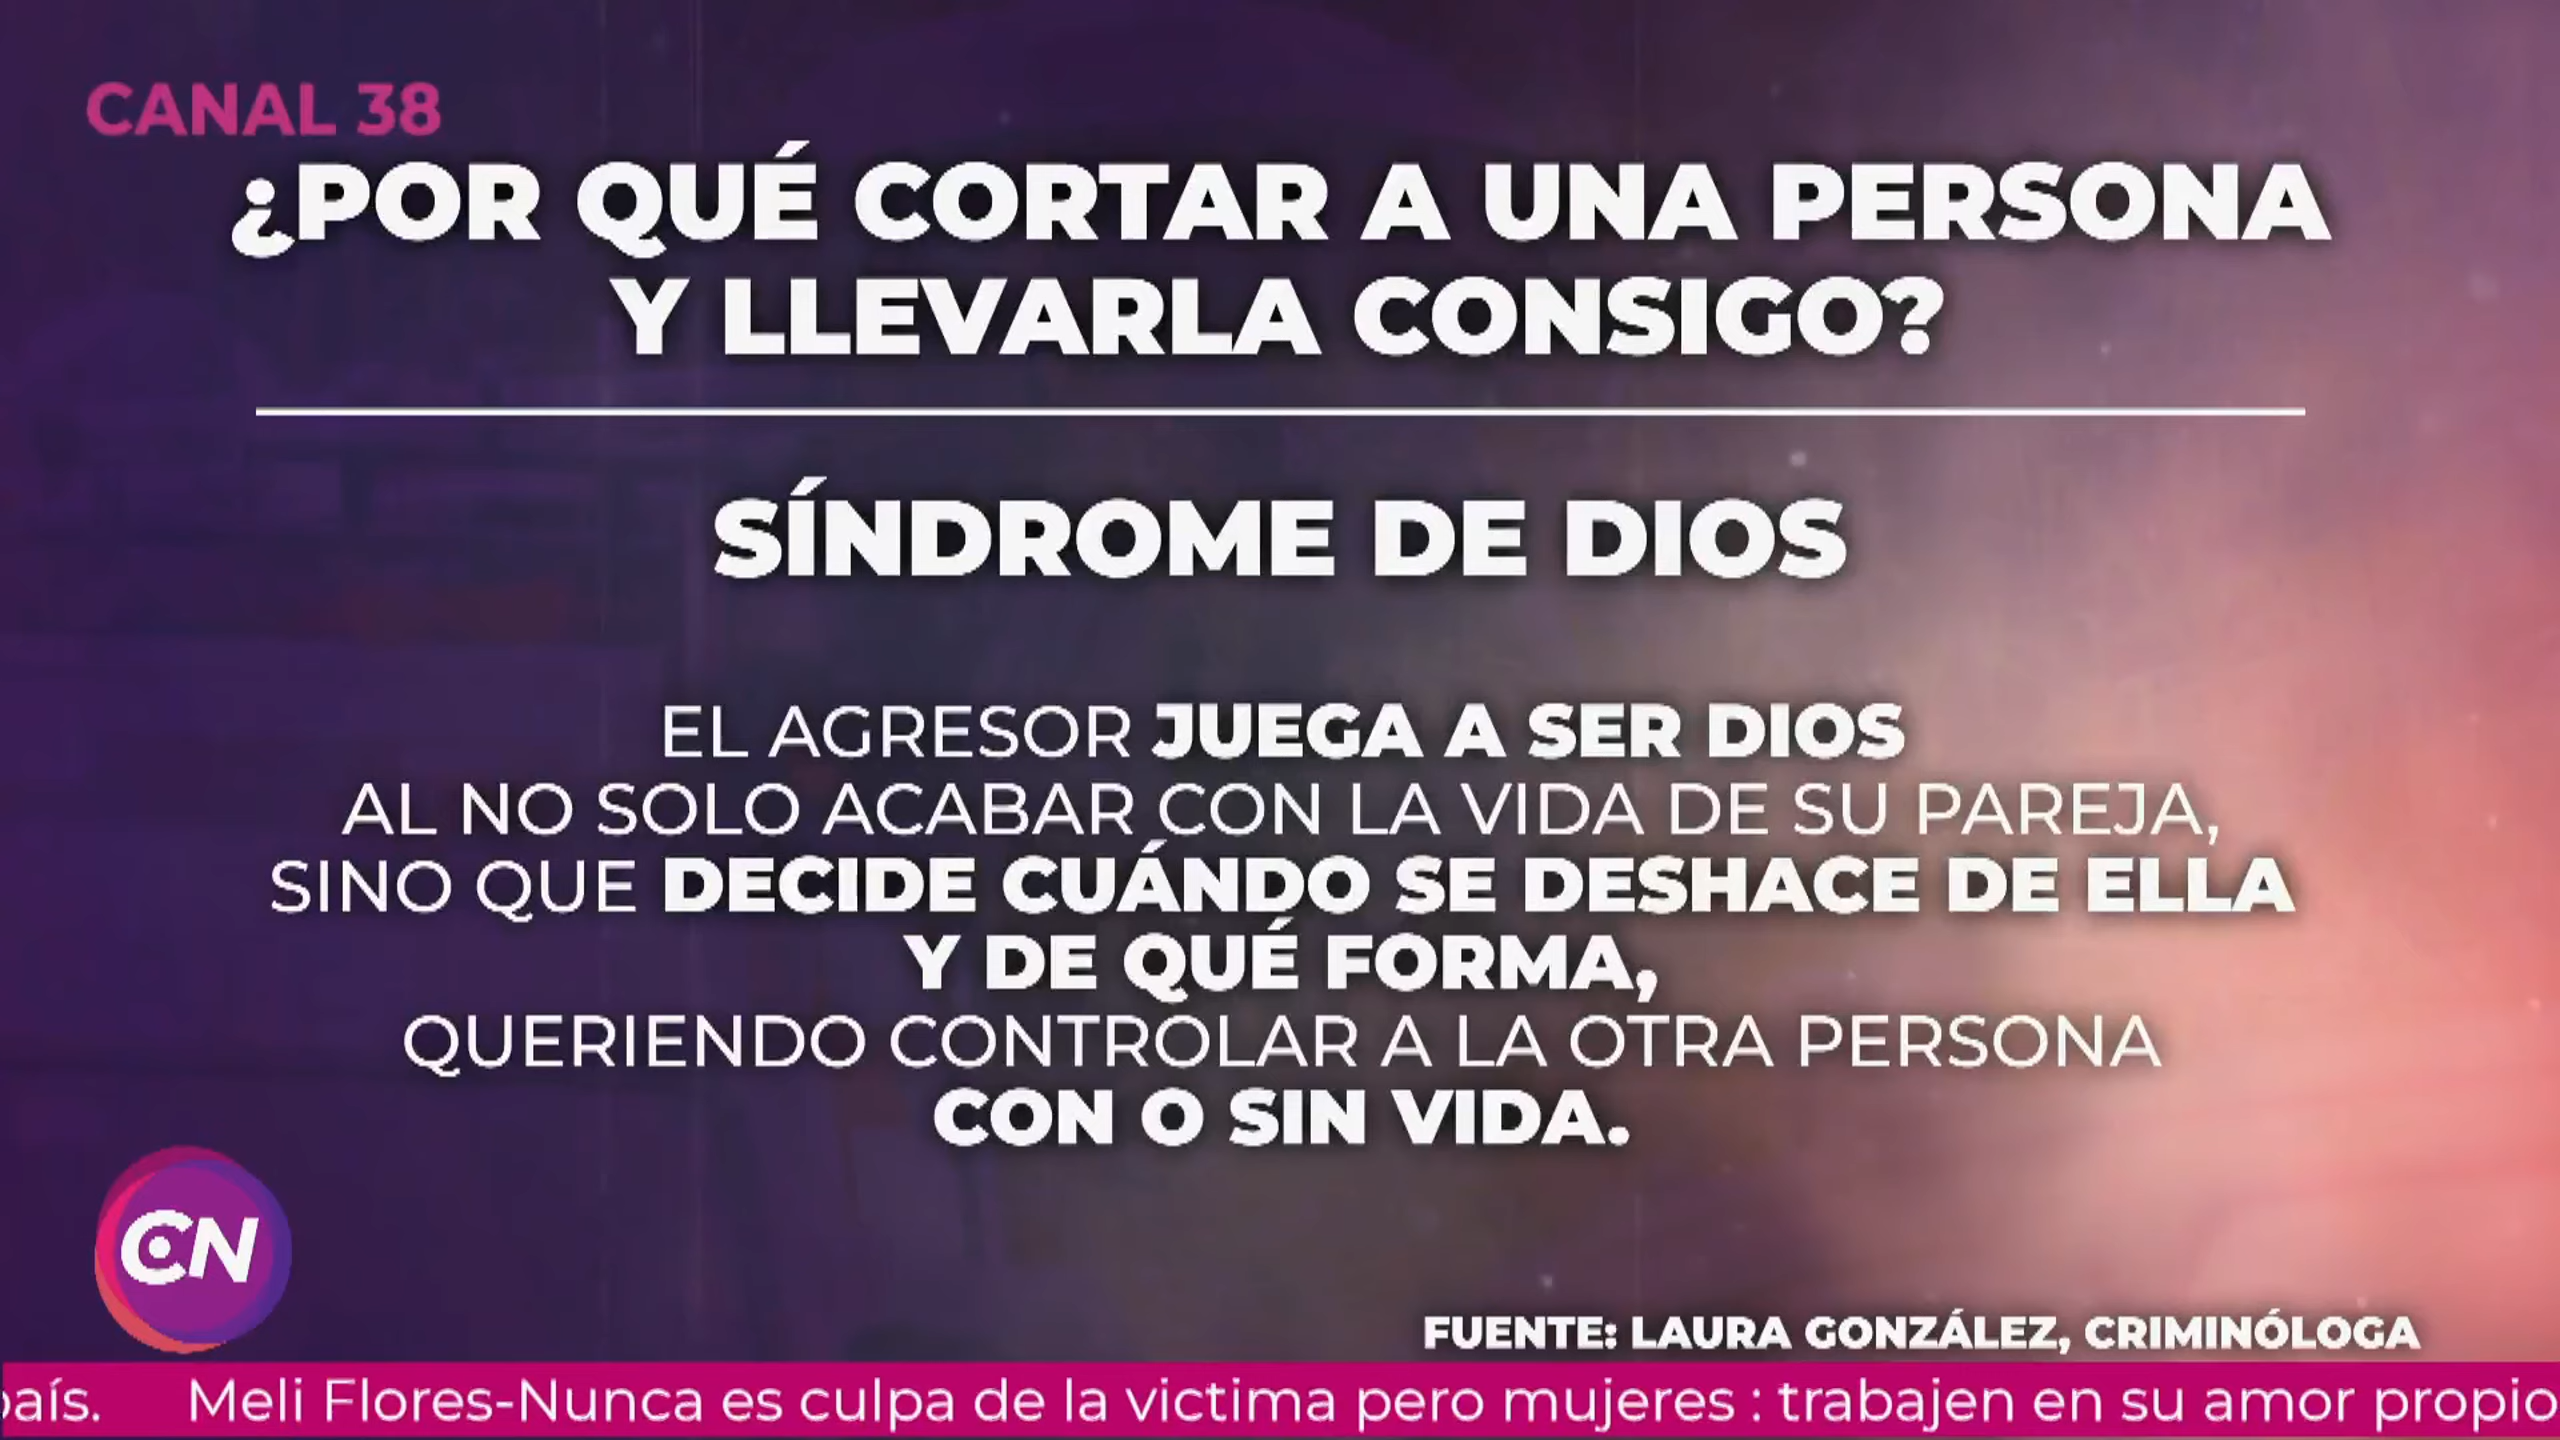 CANAL 38
¿POR QUÉ CORTAR A UNA PERSONA
Y LLEVARLA CONSIGO?
SÍNDROME DE DIOS
EL AGRESOR JUEGA A SER DIOS
AL NO SOLO ACABAR CON LA VIDA DE SU PAREJA,
SINO QUE DECIDE CUÁNDO SE DESHACE DE ELLA
Y DE QUÉ FORMA,
QUERIENDO CONTROLAR A LA OTRA PERSONA
CON O SIN VIDA.
CN
FUENTE: LAURA GONZÁLEZ, CRIMINÓLOGA
país. Meli Flores-Nunca es culpa de la victima pero mujeres : trabajen en su amor propio